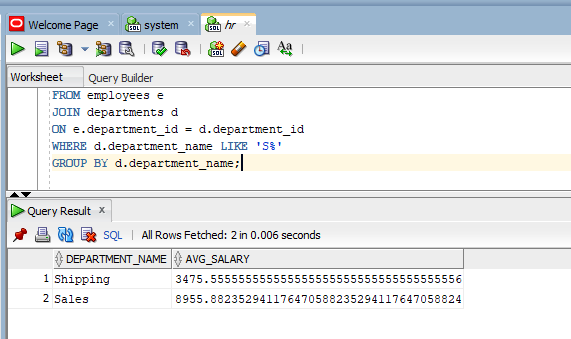 Welcome Page × system × hr ×
Worksheet Query Builder
FROM employees e
JOIN departments d
ON e.department_id = d.department_id
WHERE d.department_name LIKE 'S%'
GROUP BY d.department_name;
Query Result ×
SQL | All Rows Fetched: 2 in 0.006 seconds
DEPARTMENT_NAME AVG_SALARY
1 Shipping 3475.555555555555555555555555555555555556
2 Sales 8955.882352941176470588235294117647058824